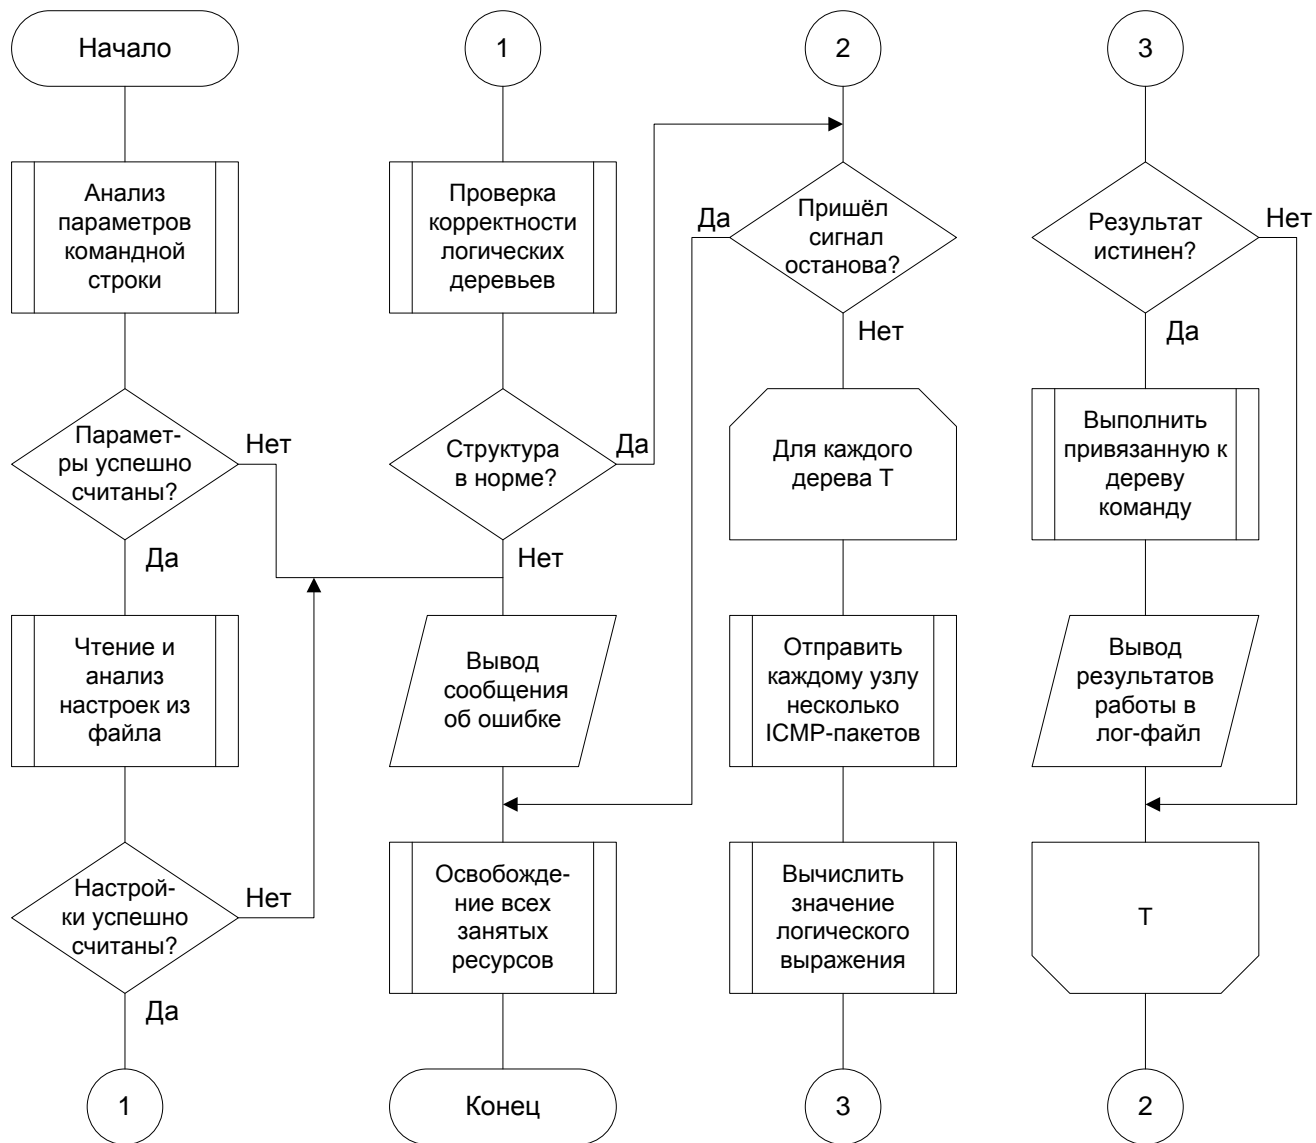 Начало
Анализ
параметров
командной
строки
Парамет-
ры успешно
считаны?
Нет
Да
Чтение и
анализ
настроек из
файла
Настрой-
ки успешно
считаны?
Нет
Да
1
1
Проверка
корректности
логических
деревьев
Структура
в норме?
Да
Нет
Вывод
сообщения
об ошибке
Освобожде-
ние всех
занятых
ресурсов
Конец
2
Да
Пришёл
сигнал
останова?
Нет
Для каждого
дерева Т
Отправить
каждому узлу
несколько
ICMP-пакетов
Вычислить
значение
логического
выражения
3
3
Результат
истинен?
Нет
Да
Выполнить
привязанную к
дереву
команду
Вывод
результатов
работы в
лог-файл
Т
2